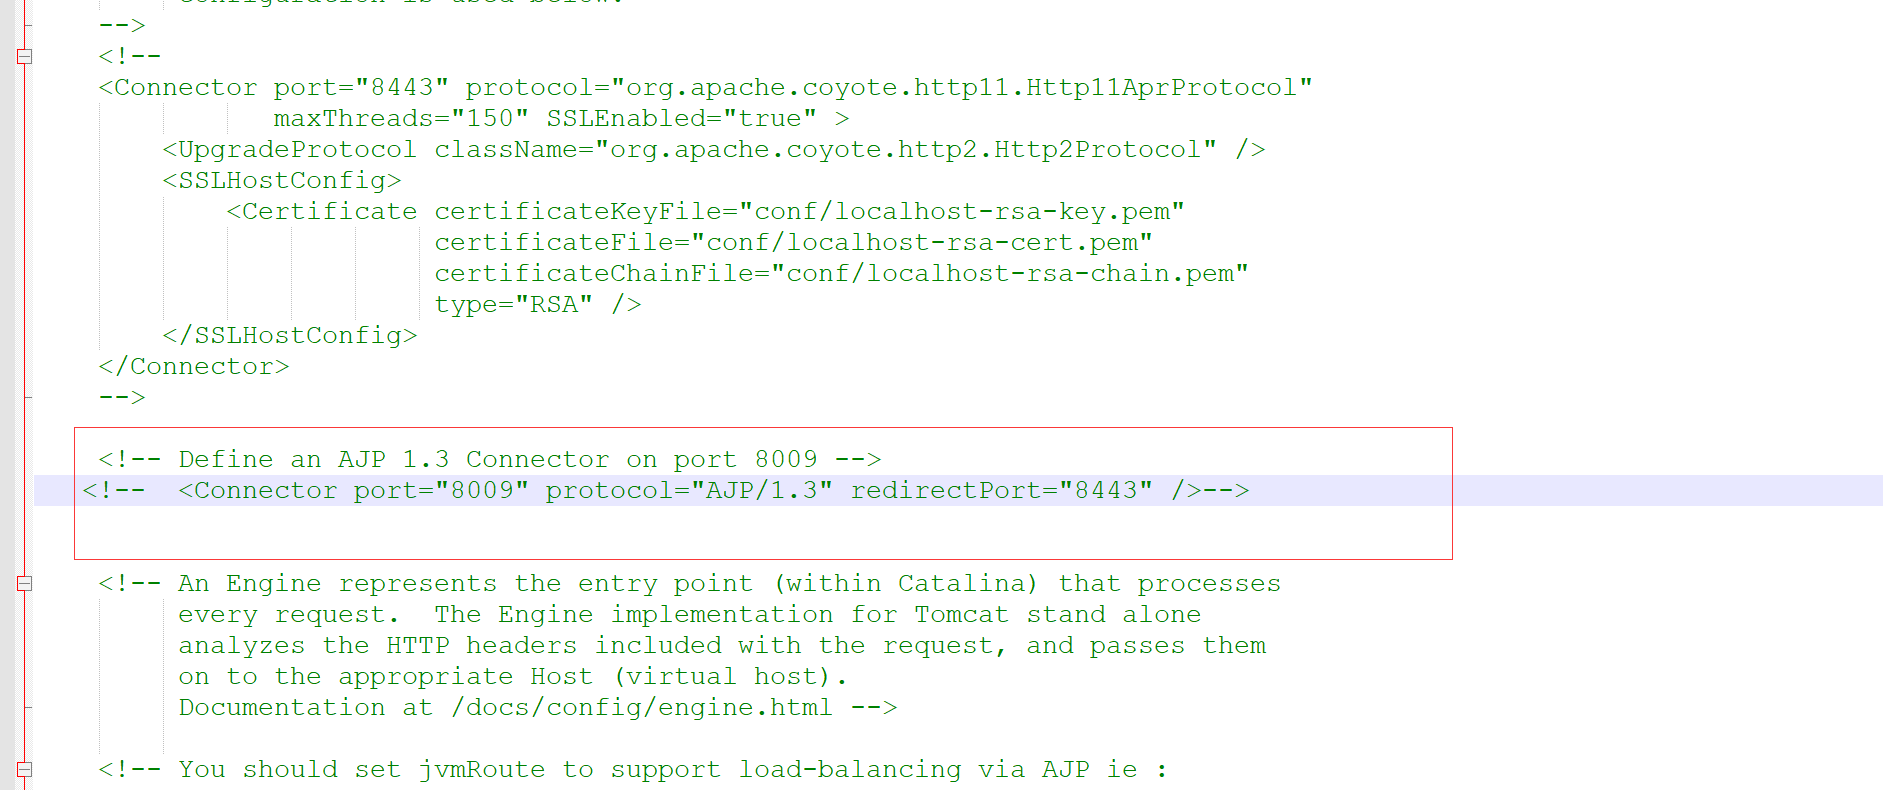 -->
<!--
<Connector port="8443" protocol="org.apache.coyote.http11.Http11AprProtocol"
maxThreads="150" SSLEnabled="true" >
<UpgradeProtocol className="org.apache.coyote.http2.Http2Protocol" />
<SSLHostConfig>
<Certificate certificateKeyFile="conf/localhost-rsa-key.pem"
certificateFile="conf/localhost-rsa-cert.pem"
certificateChainFile="conf/localhost-rsa-chain.pem"
type="RSA" />
</SSLHostConfig>
</Connector>
-->
<!-- Define an AJP 1.3 Connector on port 8009 -->
<!--  <Connector port="8009" protocol="AJP/1.3" redirectPort="8443" />-->
<!-- An Engine represents the entry point (within Catalina) that processes
every request.  The Engine implementation for Tomcat stand alone
analyzes the HTTP headers included with the request, and passes them
on to the appropriate Host (virtual host).
Documentation at /docs/config/engine.html -->
<!-- You should set jvmRoute to support load-balancing via AJP ie :